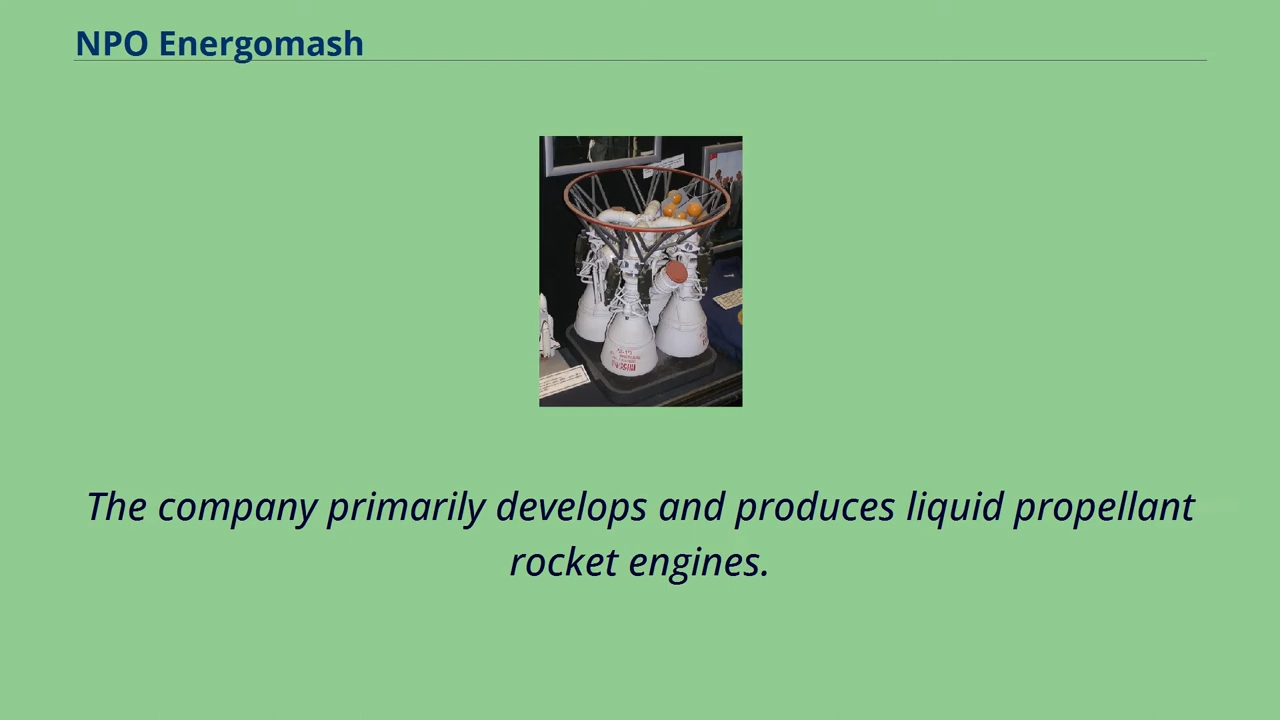 NPO Energomash
The company primarily develops and produces liquid propellant
rocket engines.